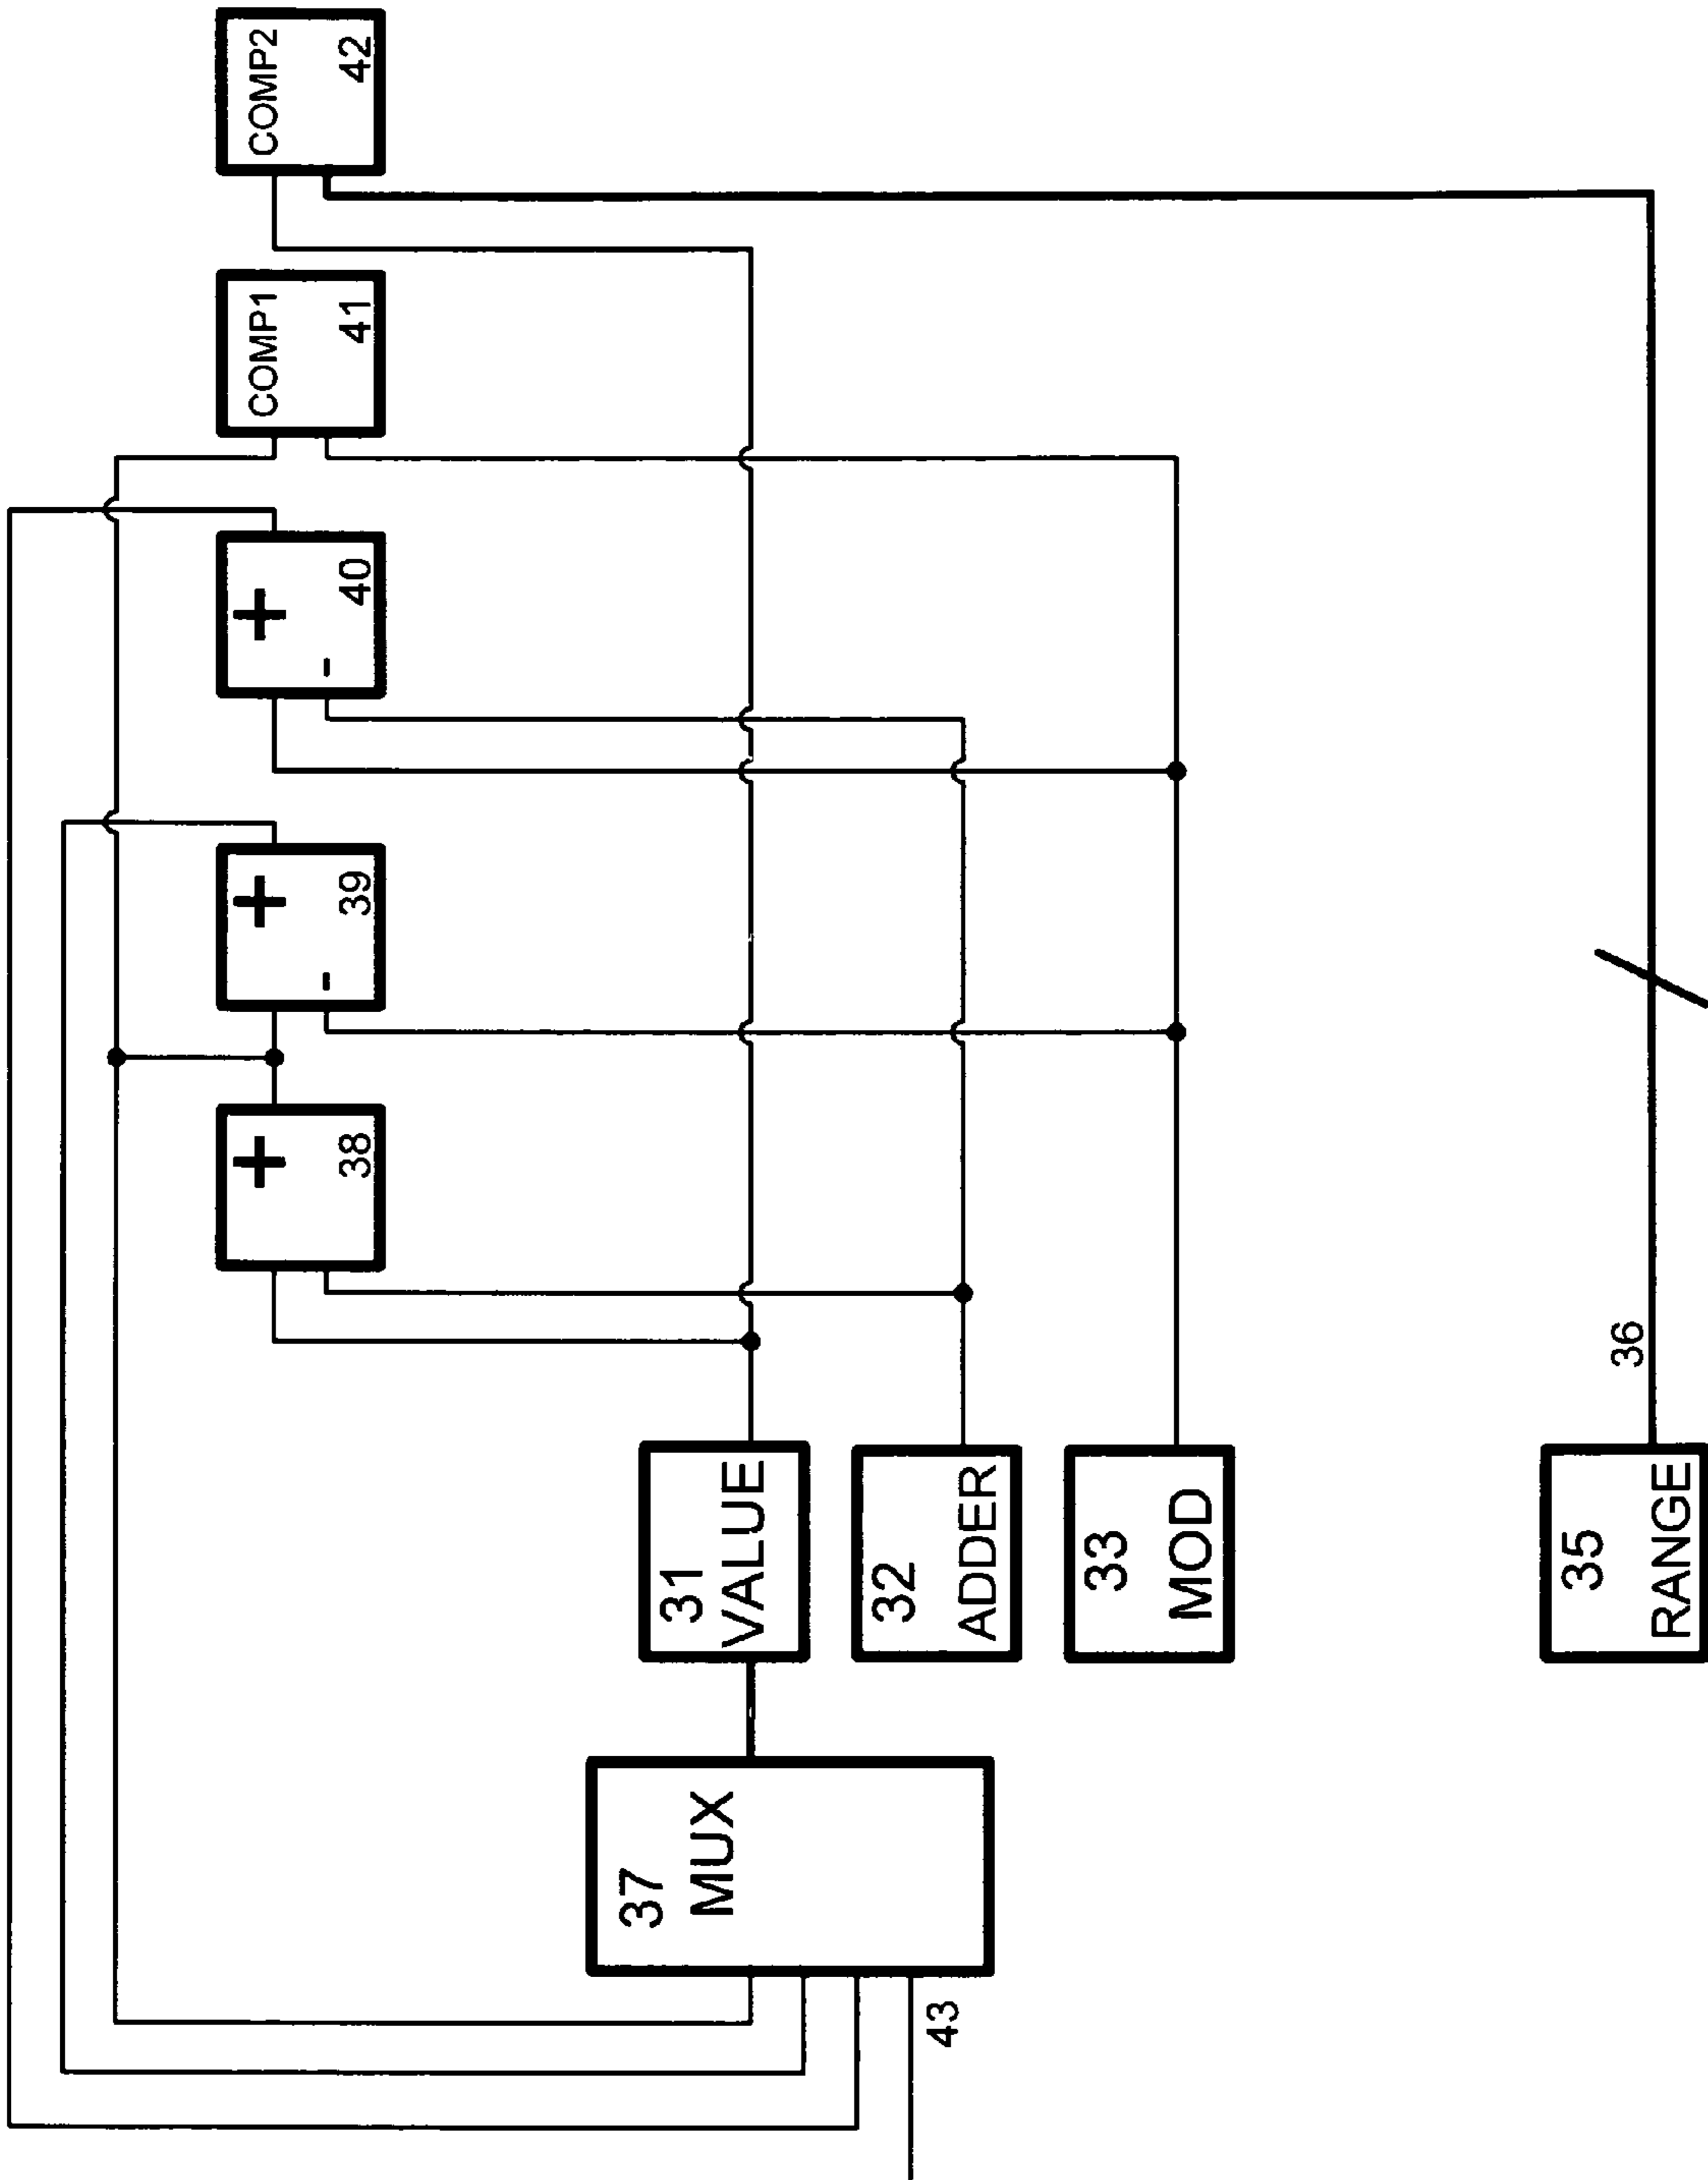 COMP2
42
COMP1
41
+
-
40
+
-
39
+
38
31
VALUE
32
ADDER
33
MOD
36
35
RANGE
37
MUX
43